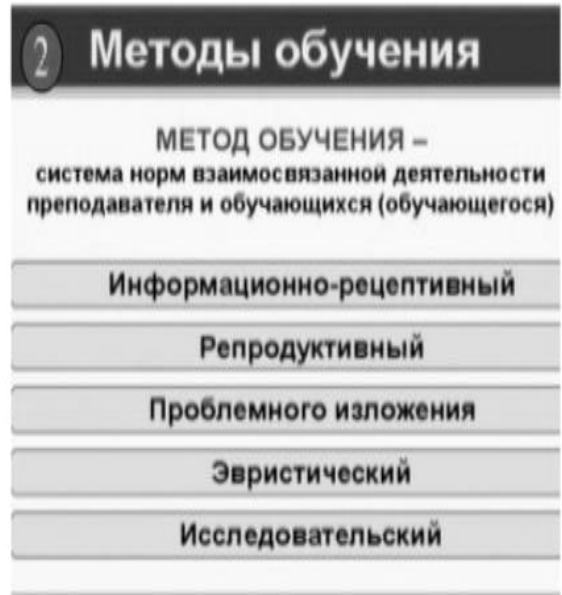 2 Методы обучения
МЕТОД ОБУЧЕНИЯ –
система норм взаимосвязанной деятельности
преподавателя и обучающихся (обучающегося)
Информационно-рецептивный
Репродуктивный
Проблемного изложения
Эвристический
Исследовательский